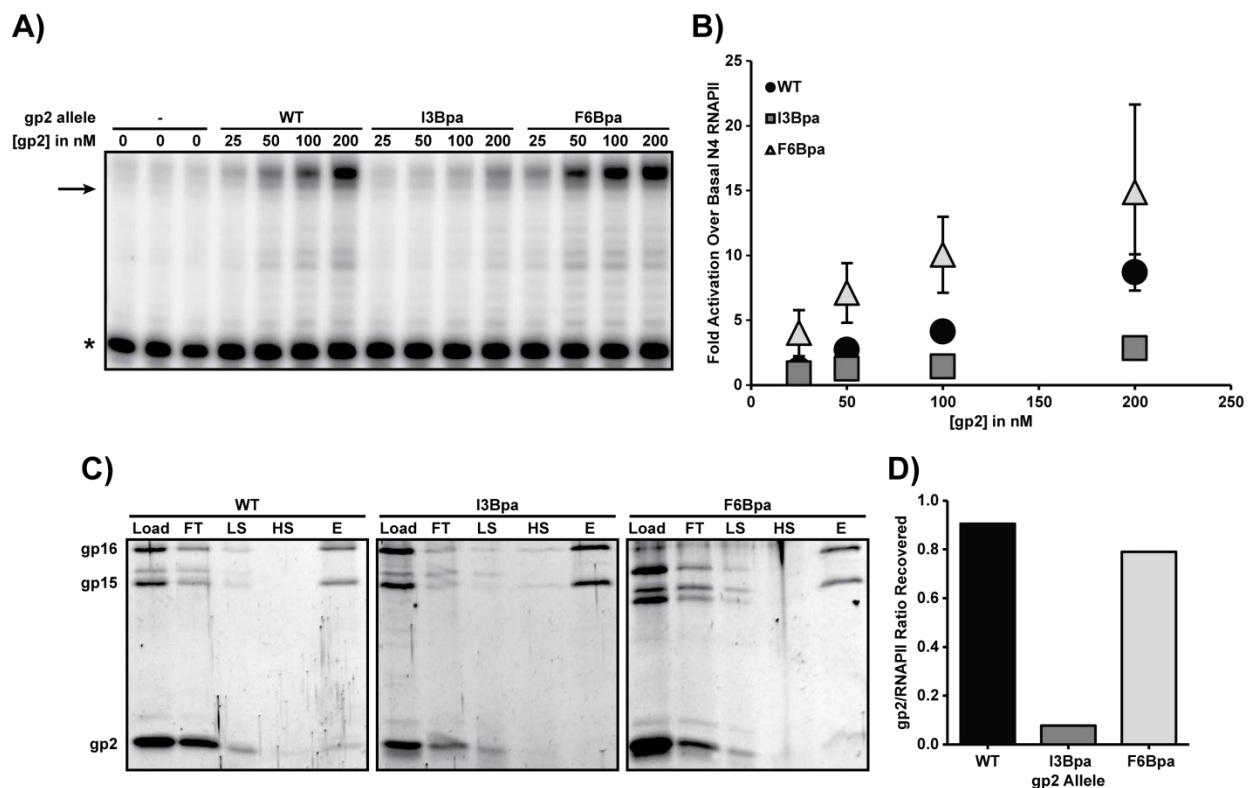 A)
gp2 allele - WT I3Bpa F6Bpa
[gp2] in nM 0 0 0 25 50 100 200 25 50 100 200 25 50 100 200
*
B)
Fold Activation Over Basal N4 RNAPII
25
20
15
10
5
0
WT
I3Bpa
F6Bpa
0 50 100 150 200 250
[gp2] in nM
C)
WT I3Bpa F6Bpa
Load FT LS HS E Load FT LS HS E Load FT LS HS E
gp16
gp15
gp2
D)
gp2/RNAPII Ratio Recovered
1.0
0.8
0.6
0.4
0.2
0.0
WT I3Bpa F6Bpa
gp2 Allele